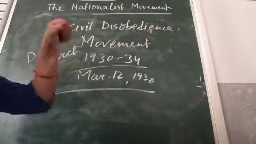 The Nationalist Movement
Civil Disobedience
Movement
1930-34
Mar. 12, 1930